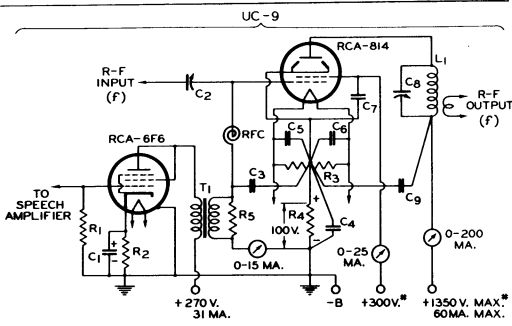 UC-9
RCA-814
L1
R-F
INPUT
(f)
C2
C7
C8
R-F
OUTPUT
(f)
RCA-6F6
RFC
C5
C6
TO
SPEECH
AMPLIFIER
T1
C3
R3
C9
R1
C1
R2
R5
R4
100V.
+
-
C4
0-15 MA.
0-25
MA.
0-200
MA.
+270 V.
31 MA.
-B
+300V.*
+1350 V. MAX.*
60MA. MAX.